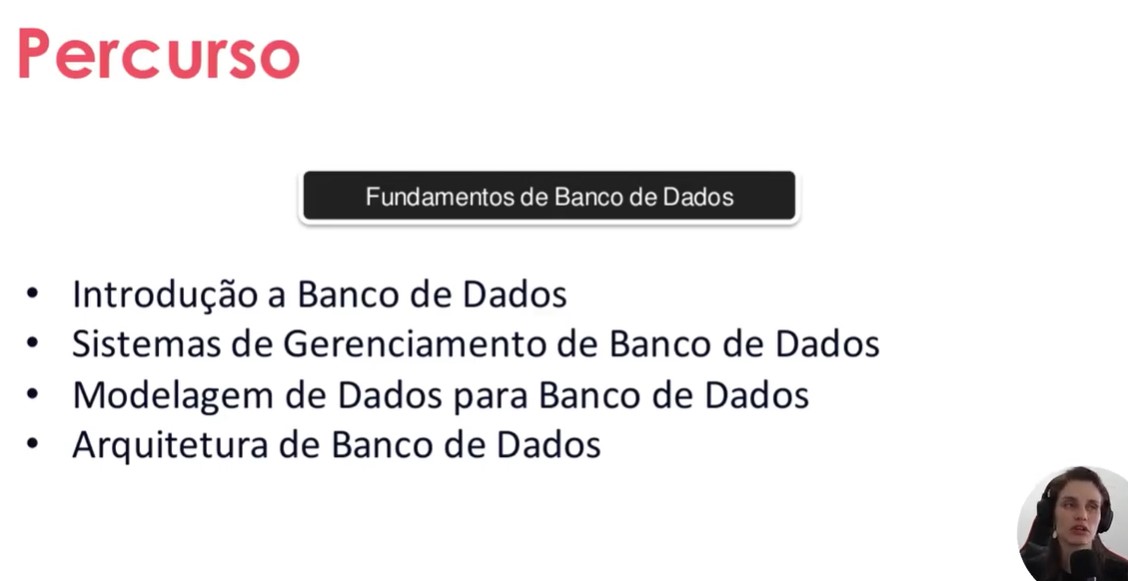 Percurso
Fundamentos de Banco de Dados
• Introdução a Banco de Dados
• Sistemas de Gerenciamento de Banco de Dados
• Modelagem de Dados para Banco de Dados
• Arquitetura de Banco de Dados